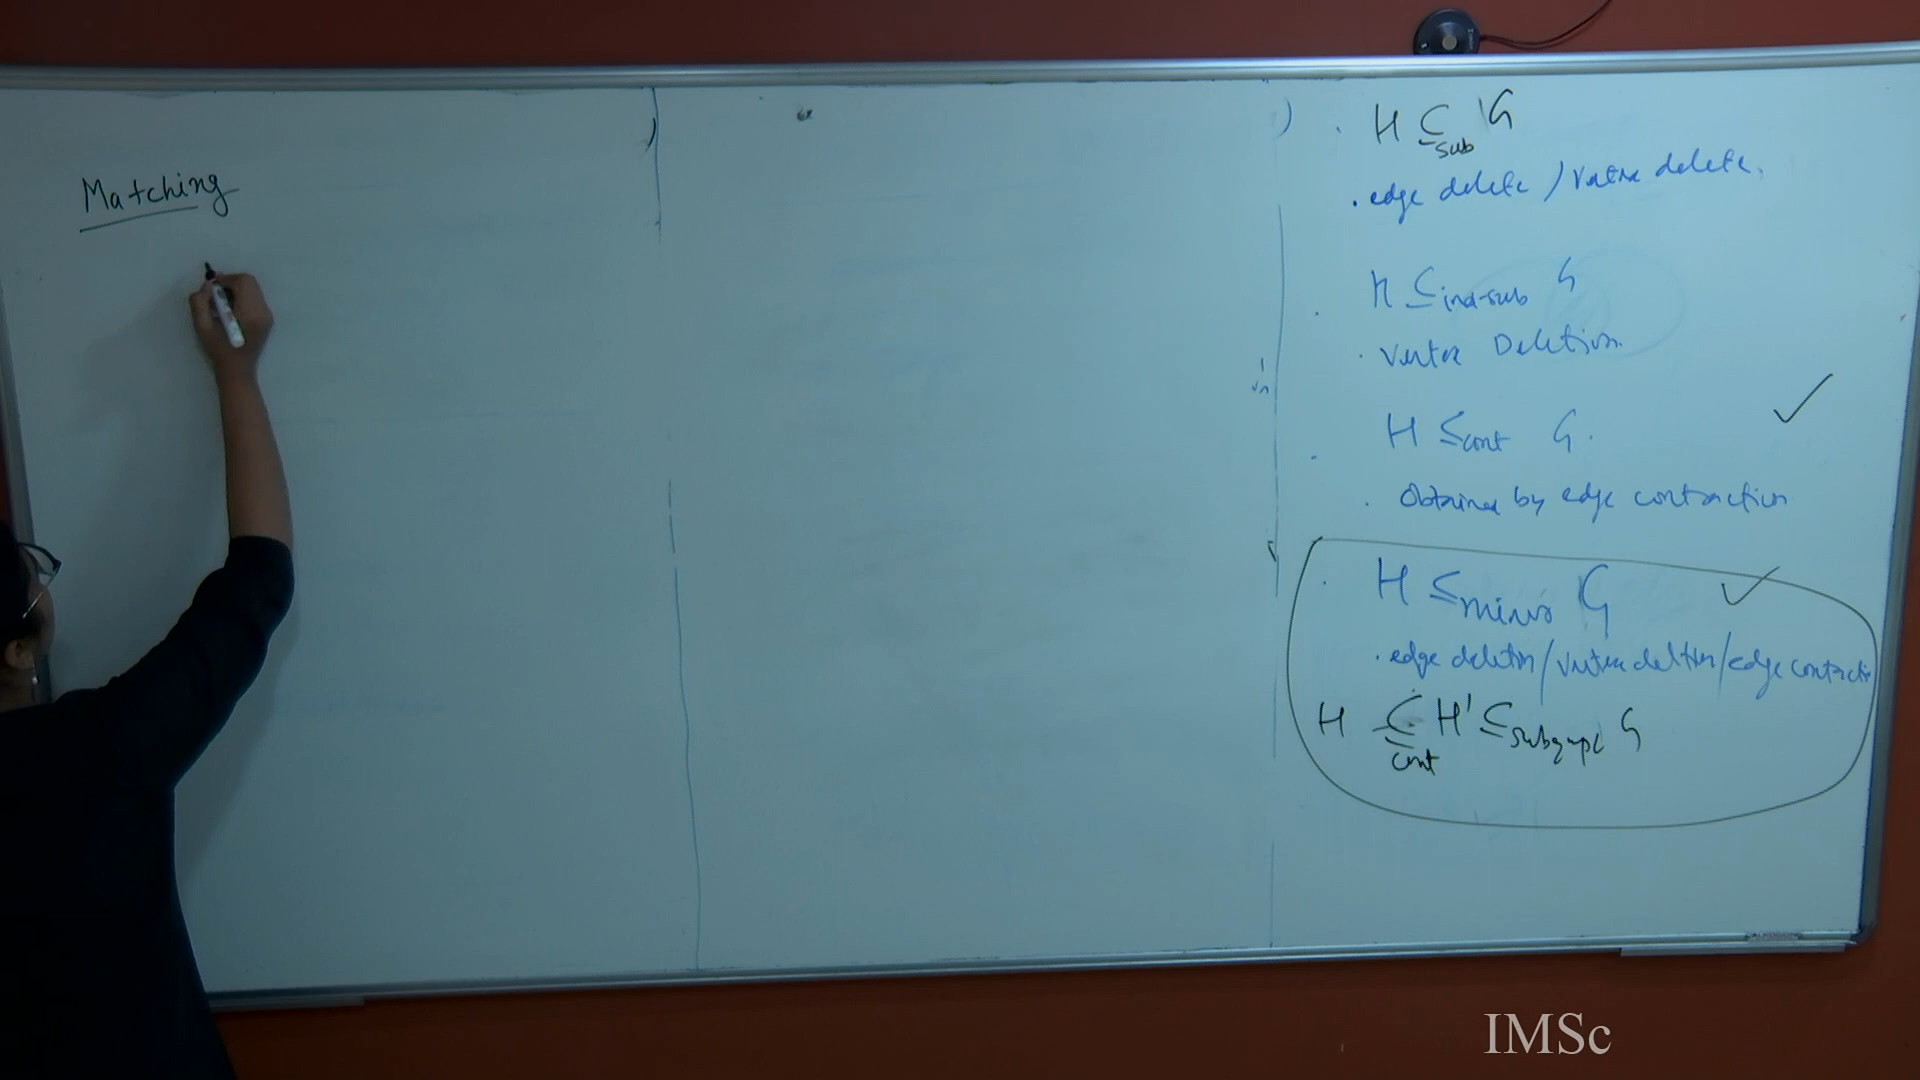 Matching
H ⊆sub G
. edge delete / vertex delete.
H ⊆ind-sub G
. vertex Deletion.
H ≤cont G.
. Obtained by edge contraction
. H ≤minor G
. edge deletion/vertex deletion/edge contractin
H ⊆cont H' ⊆subgraph G
IMSc